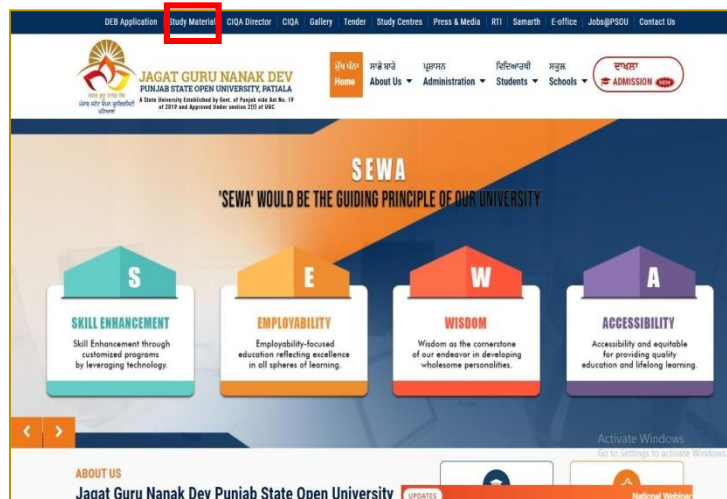 DEB Application Study Material CIQA Director CIQA Gallery Tender Study Centres Press & Media RTI Samarth E-office Jobs@PSOU Contact Us
ਜਗਤ ਗੁਰੂ ਨਾਨਕ ਦੇਵ
ਪੰਜਾਬ ਸਟੇਟ ਓਪਨ ਯੂਨੀਵਰਸਿਟੀ
ਪਟਿਆਲਾ
JAGAT GURU NANAK DEV
PUNJAB STATE OPEN UNIVERSITY, PATIALA
A State University Established by Govt. of Punjab vide Act No. 19
of 2019 and Approved Under section 2(f) of UGC
ਮੁੱਖ ਪੰਨਾ ਸਾਡੇ ਬਾਰੇ ਪ੍ਰਸ਼ਾਸਨ ਵਿਦਿਆਰਥੀ ਸਕੂਲ ਦਾਖਲਾ
Home About Us Administration Students Schools ADMISSION NEW
SEWA
'SEWA' WOULD BE THE GUIDING PRINCIPLE OF OUR UNIVERSITY
S
SKILL ENHANCEMENT
Skill Enhancement through
customized programs
by leveraging technology.
E
EMPLOYABILITY
Employability-focused
education reflecting excellence
in all spheres of learning.
W
WISDOM
Wisdom as the cornerstone
of our endeavor in developing
wholesome personalities.
A
ACCESSIBILITY
Accessibility and equitable
for providing quality
education and lifelong learning.
Activate Windows
Go to Settings to activate Windows
ABOUT US
Jagat Guru Nanak Dev Punjab State Open University
UPDATES National Webinar